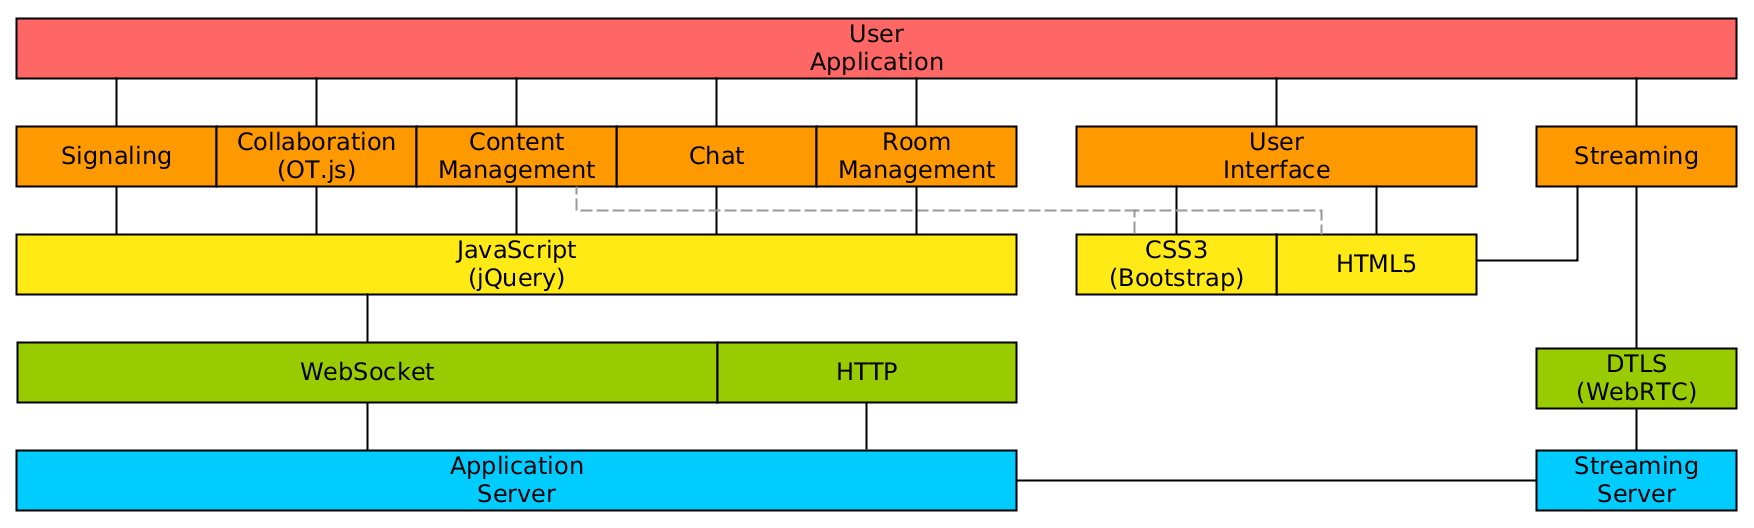 User
Application
Signaling
Collaboration
(OT.js)
Content
Management
Chat
Room
Management
User
Interface
Streaming
JavaScript
(jQuery)
CSS3
(Bootstrap)
HTML5
WebSocket
HTTP
DTLS
(WebRTC)
Application
Server
Streaming
Server